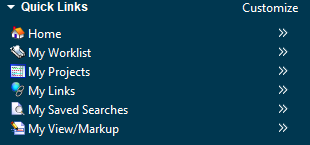 Quick Links Customize
Home
My Worklist
My Projects
My Links
My Saved Searches
My View/Markup